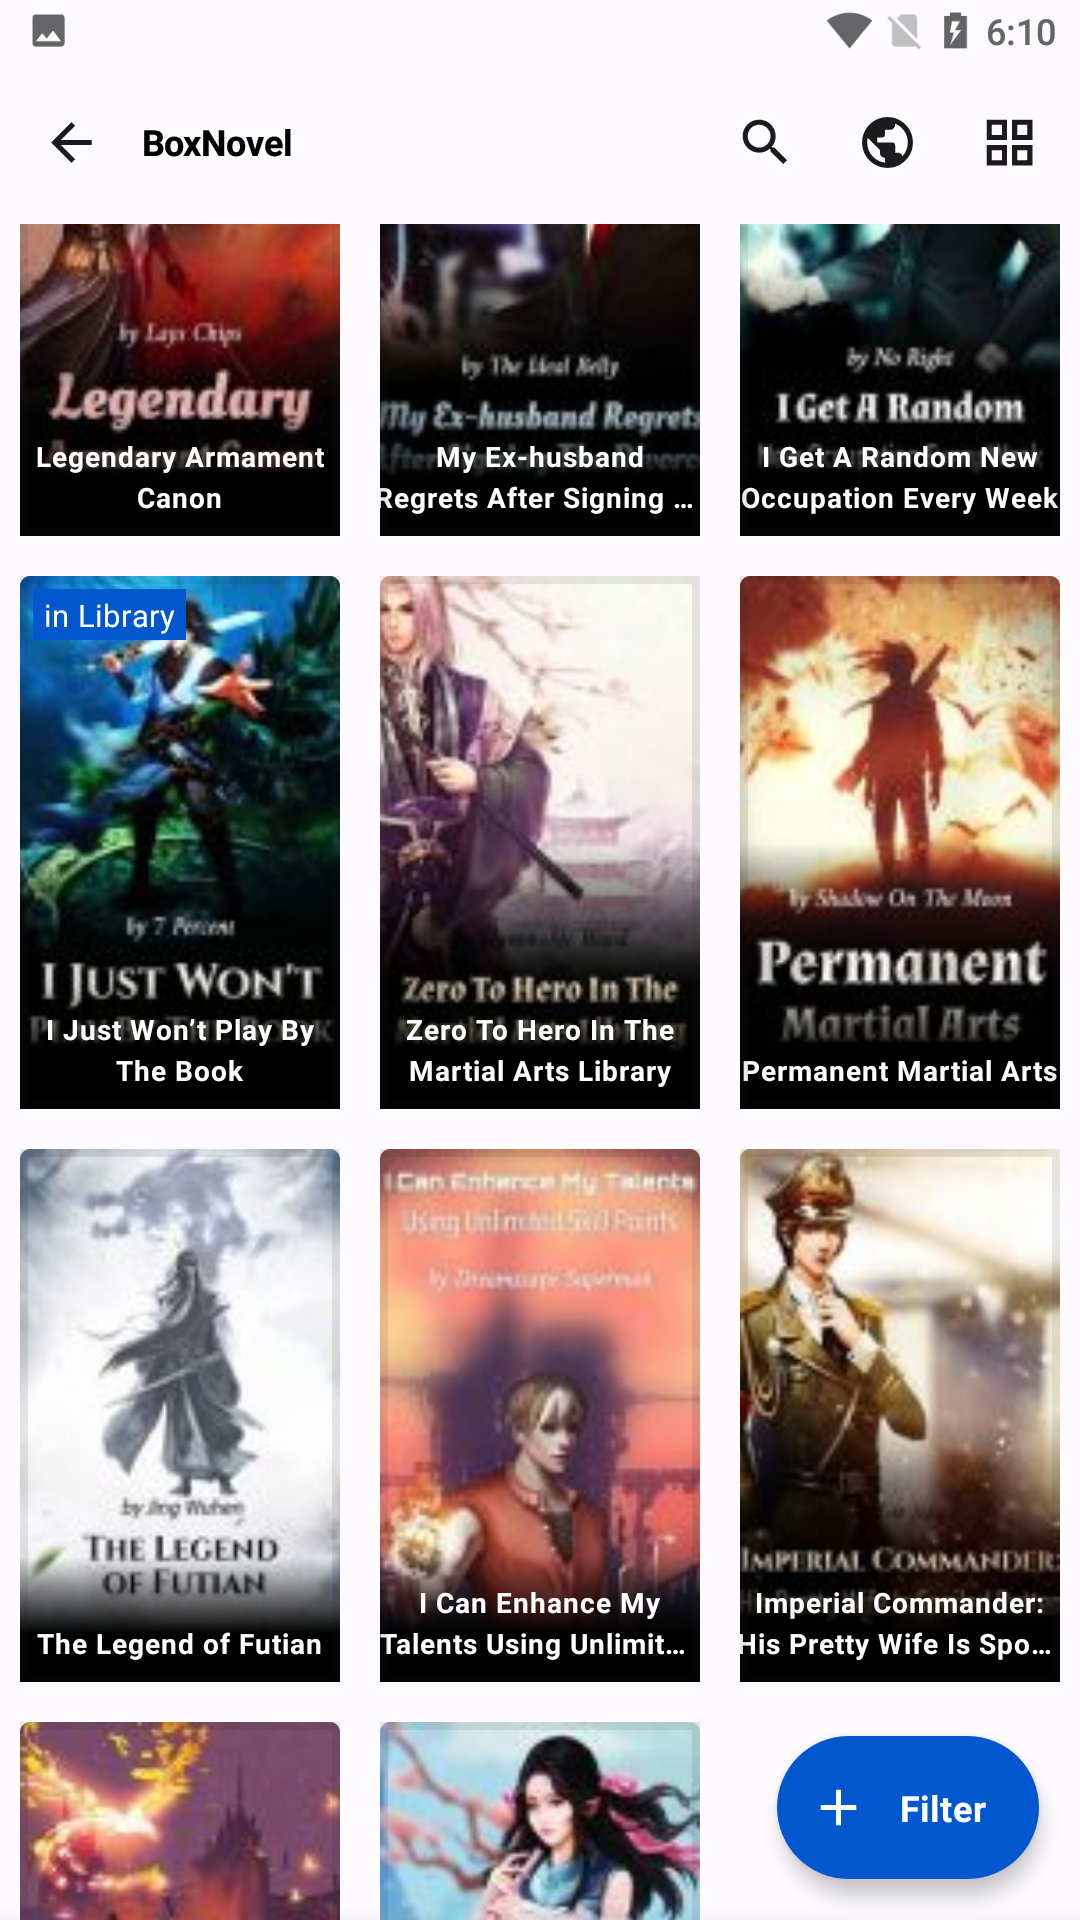 6:10
BoxNovel
by Lays Chips
Legendary
Legendary Armament
Canon
by The Ideal Belly
My Ex-husband Regrets
My Ex-husband
Regrets After Signing ...
by No Right
I Get A Random
I Get A Random New
Occupation Every Week
in Library
by 7 Percent
I JUST WON'T
I Just Won’t Play By
The Book
Zero To Hero In The
Zero To Hero In The
Martial Arts Library
by Shadow On The Moon
Permanent
Martial Arts
Permanent Martial Arts
by Jing Wuhen
THE LEGEND
OF FUTIAN
The Legend of Futian
I Can Enhance My Talents
Using Unlimited Skill Points
by Dreamscape Superman
I Can Enhance My
Talents Using Unlimit...
IMPERIAL COMMANDER:
Imperial Commander:
His Pretty Wife Is Spo...
Filter